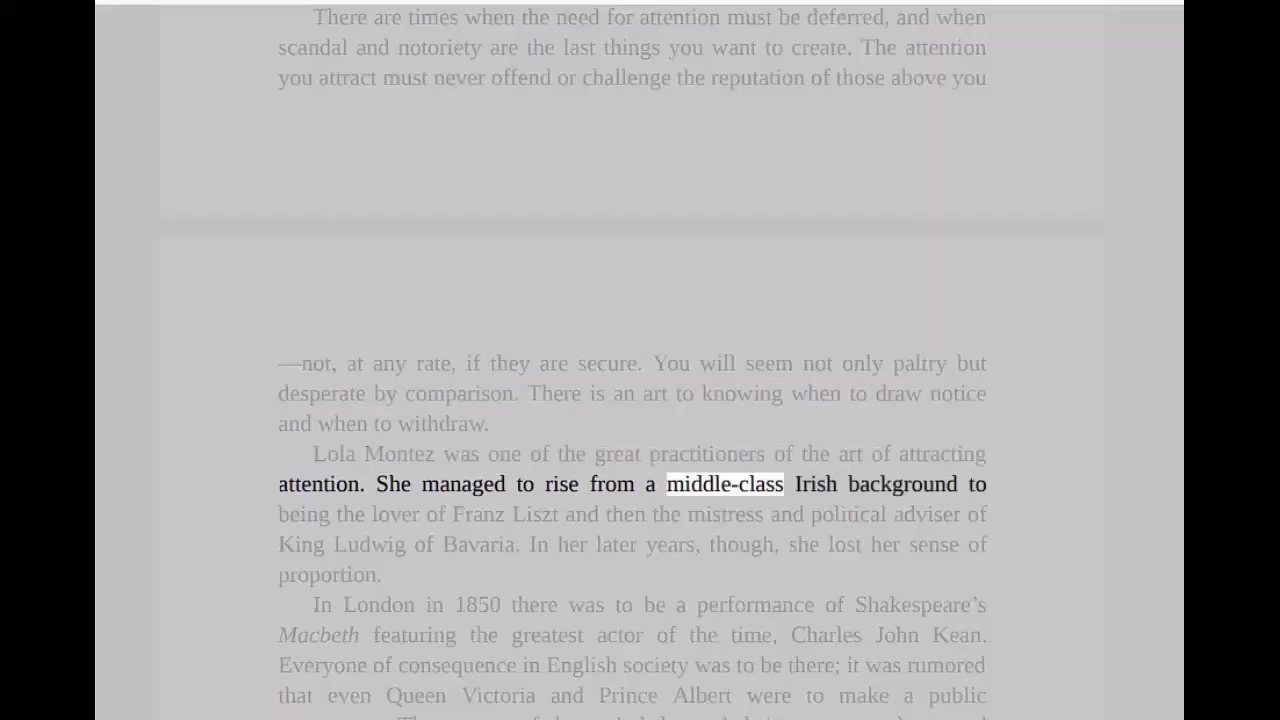 There are times when the need for attention must be deferred, and when
scandal and notoriety are the last things you want to create. The attention
you attract must never offend or challenge the reputation of those above you
—not, at any rate, if they are secure. You will seem not only paltry but
desperate by comparison. There is an art to knowing when to draw notice
and when to withdraw.
Lola Montez was one of the great practitioners of the art of attracting
attention. She managed to rise from a middle-class Irish background to
being the lover of Franz Liszt and then the mistress and political adviser of
King Ludwig of Bavaria. In her later years, though, she lost her sense of
proportion.
In London in 1850 there was to be a performance of Shakespeare’s
Macbeth featuring the greatest actor of the time, Charles John Kean.
Everyone of consequence in English society was to be there; it was rumored
that even Queen Victoria and Prince Albert were to make a public